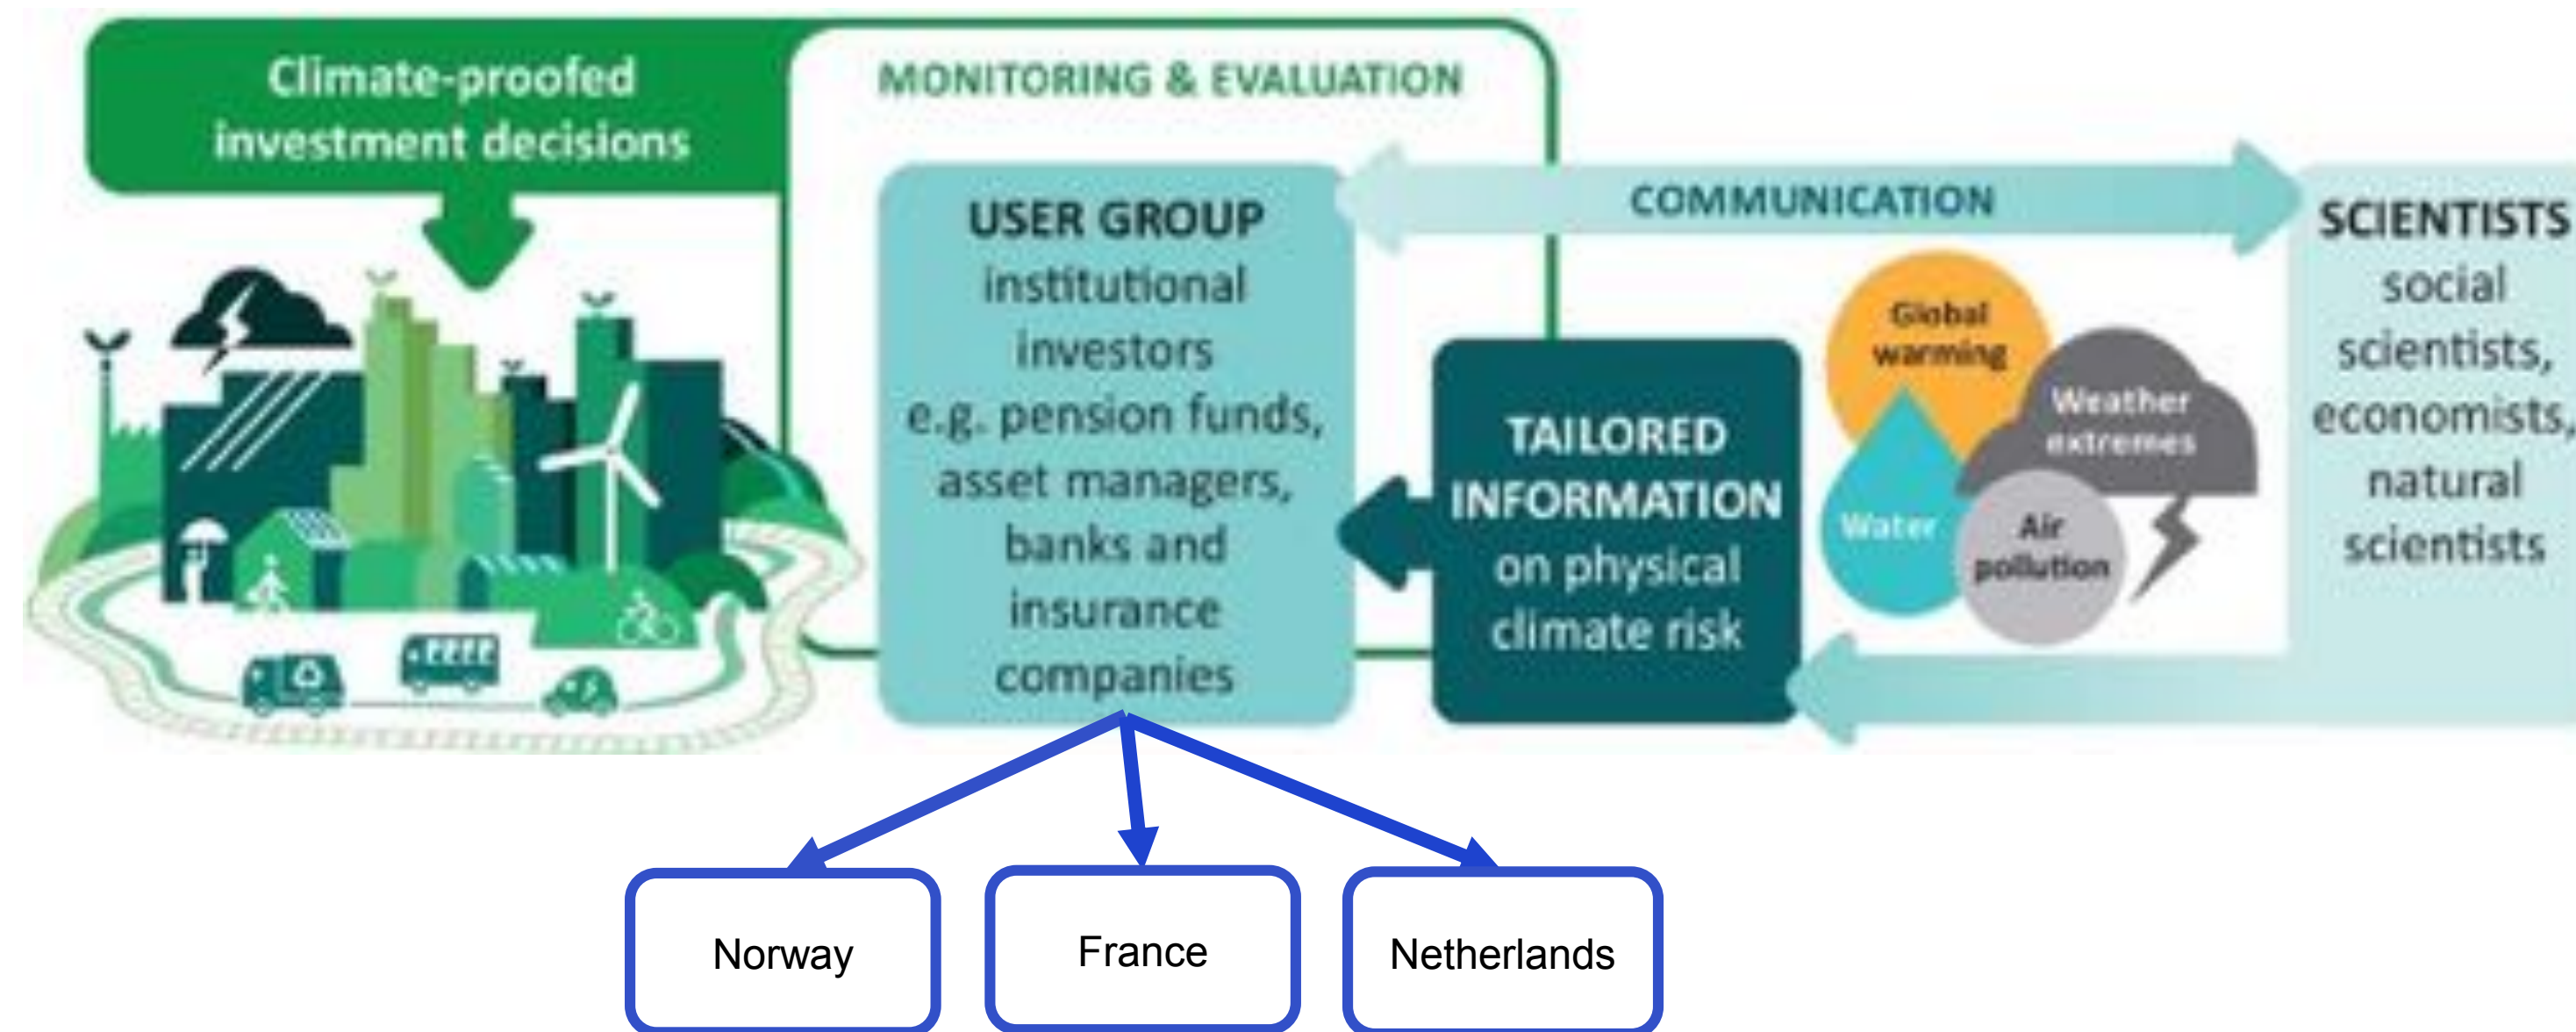 Climate-proofed
investment decisions
MONITORING & EVALUATION
USER GROUP
institutional
investors
e.g. pension funds,
asset managers,
banks and
insurance
companies
COMMUNICATION
TAILORED
INFORMATION
on physical
climate risk
Global
warming
Weather
extremes
Water
Air
pollution
SCIENTISTS
social
scientists,
economists,
natural
scientists
Norway
France
Netherlands